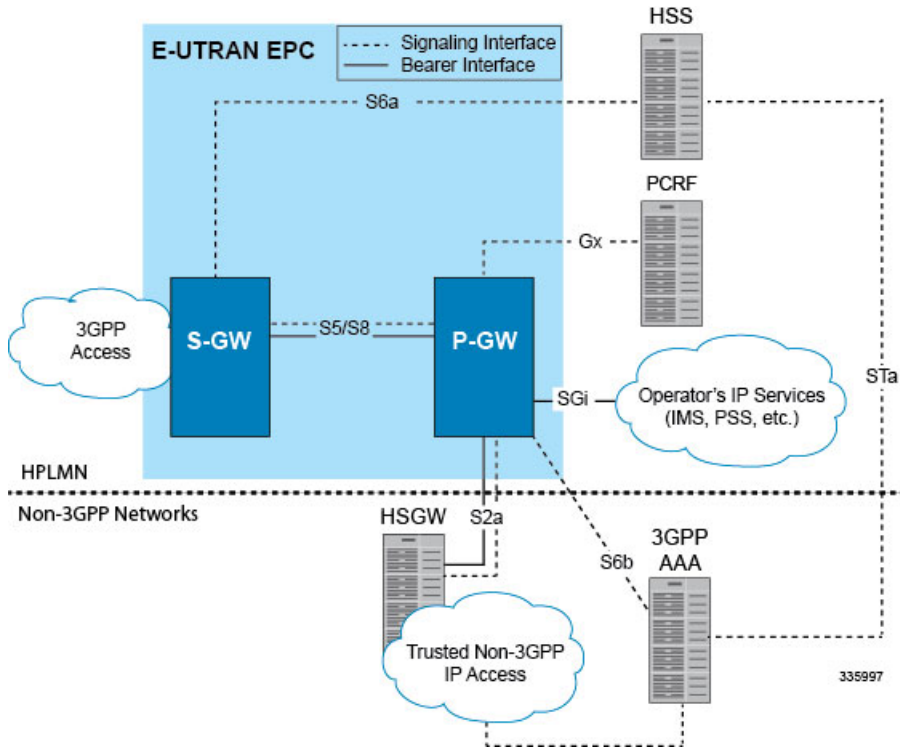 HSS
E-UTRAN EPC
Signaling Interface
Bearer Interface
S6a
PCRF
Gx
3GPP
Access
S-GW
S5/S8
P-GW
STa
SGi
Operator's IP Services
(IMS, PSS, etc.)
HPLMN
Non-3GPP Networks
HSGW
S2a
S6b
3GPP
AAA
Trusted Non-3GPP
IP Access
335997